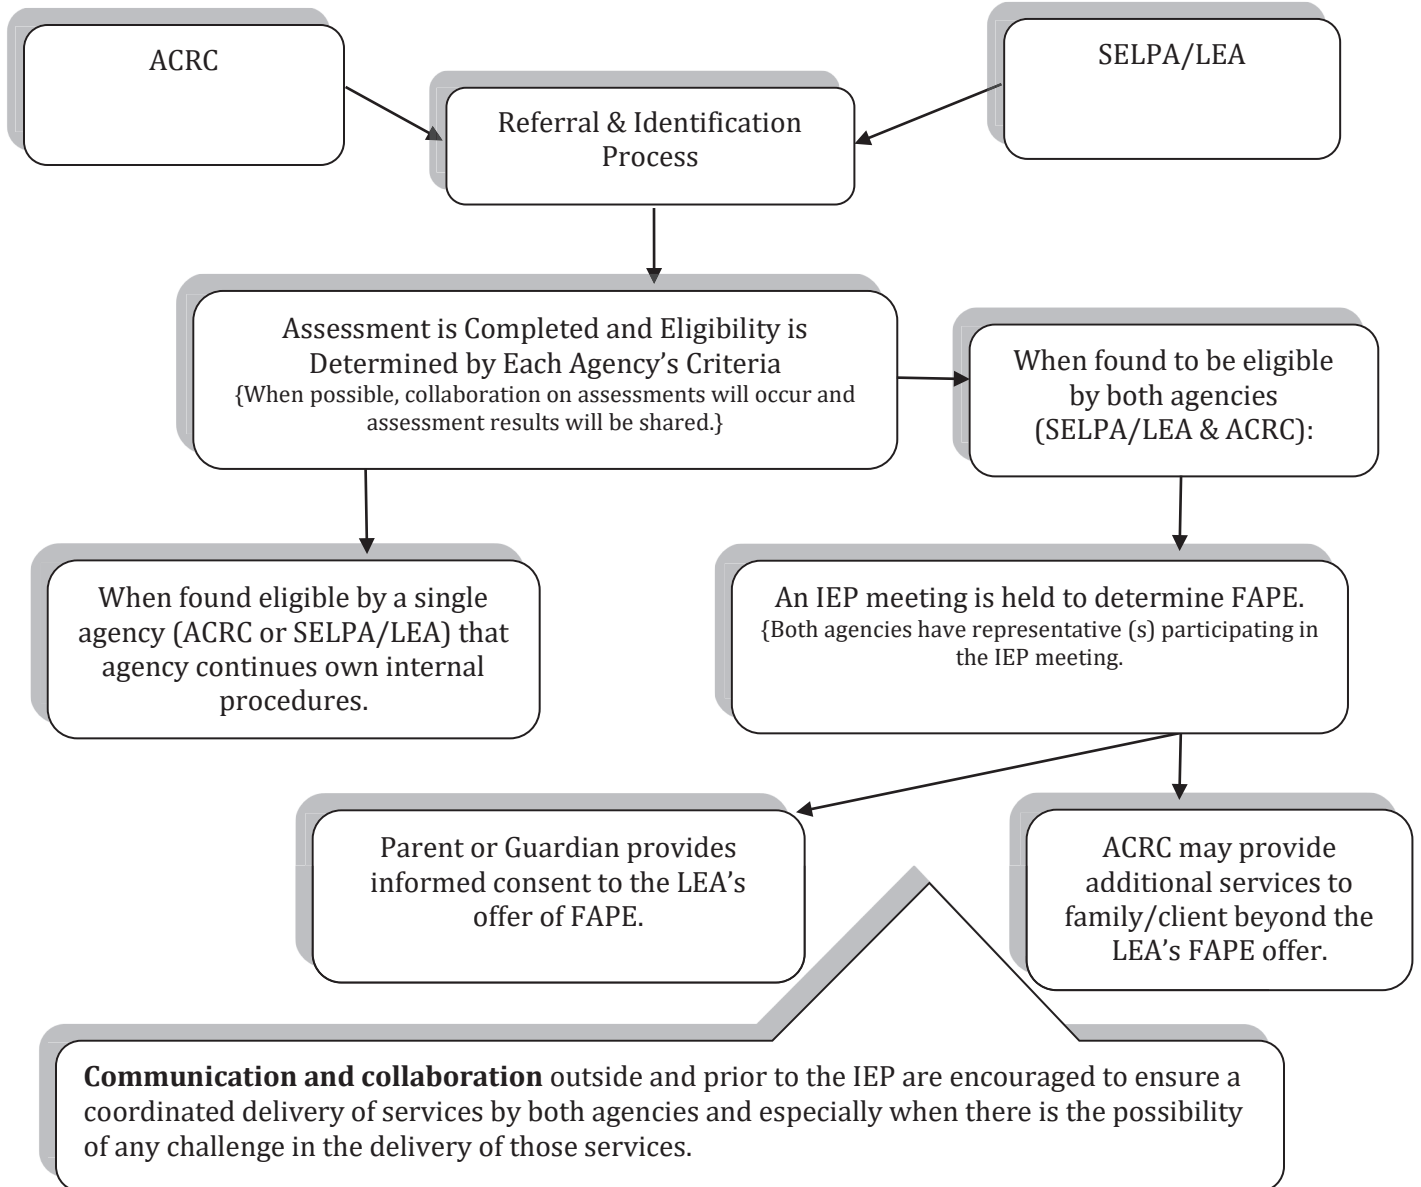 ACRC
SELPA/LEA
Referral & Identification
Process
Assessment is Completed and Eligibility is
Determined by Each Agency’s Criteria
{When possible, collaboration on assessments will occur and
assessment results will be shared.}
When found to be eligible
by both agencies
(SELPA/LEA & ACRC):
When found eligible by a single
agency (ACRC or SELPA/LEA) that
agency continues own internal
procedures.
An IEP meeting is held to determine FAPE.
{Both agencies have representative (s) participating in
the IEP meeting.
Parent or Guardian provides
informed consent to the LEA’s
offer of FAPE.
ACRC may provide
additional services to
family/client beyond the
LEA’s FAPE offer.
Communication and collaboration outside and prior to the IEP are encouraged to ensure a
coordinated delivery of services by both agencies and especially when there is the possibility
of any challenge in the delivery of those services.